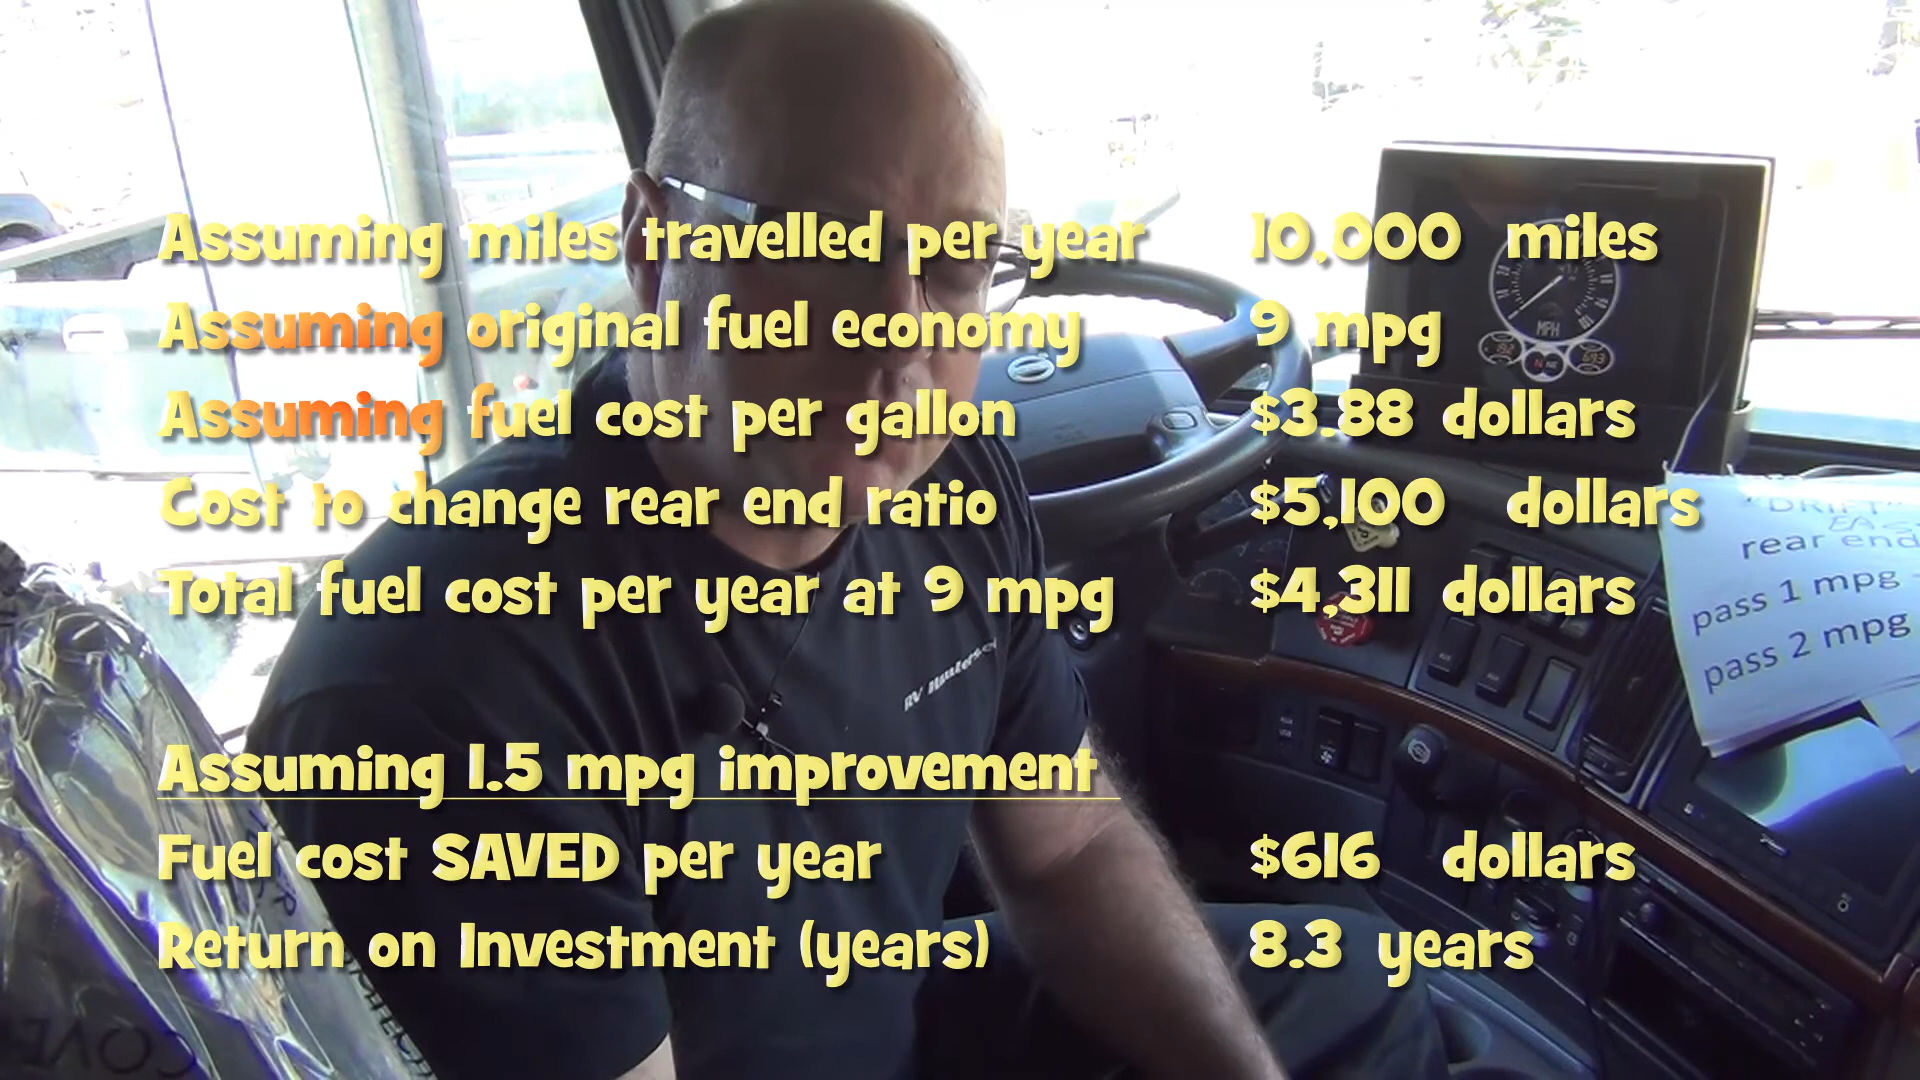 Assuming miles travelled per year 10,000 miles
Assuming original fuel economy 9 mpg
Assuming fuel cost per gallon $3.88 dollars
Cost to change rear end ratio $5,100 dollars
Total fuel cost per year at 9 mpg $4,311 dollars
Assuming 1.5 mpg improvement
Fuel cost SAVED per year $616 dollars
Return on Investment (years) 8.3 years
MPH
"DRIFT"
rear end
pass 1 mpg
pass 2 mpg
RV